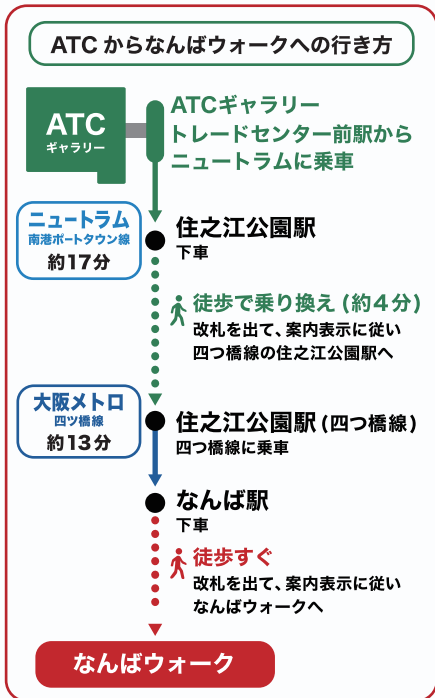 ATCからなんばウォークへの行き方
ATC
ギャラリー
ATCギャラリー
トレードセンター前駅から
ニュートラムに乗車
ニュートラム
南港ポートタウン線
約17分
住之江公園駅
下車
徒歩で乗り換え (約4分)
改札を出て、案内表示に従い
四つ橋線の住之江公園駅へ
大阪メトロ
四ツ橋線
約13分
住之江公園駅 (四つ橋線)
四つ橋線に乗車
なんば駅
下車
徒歩すぐ
改札を出て、案内表示に従い
なんばウォークへ
なんばウォーク